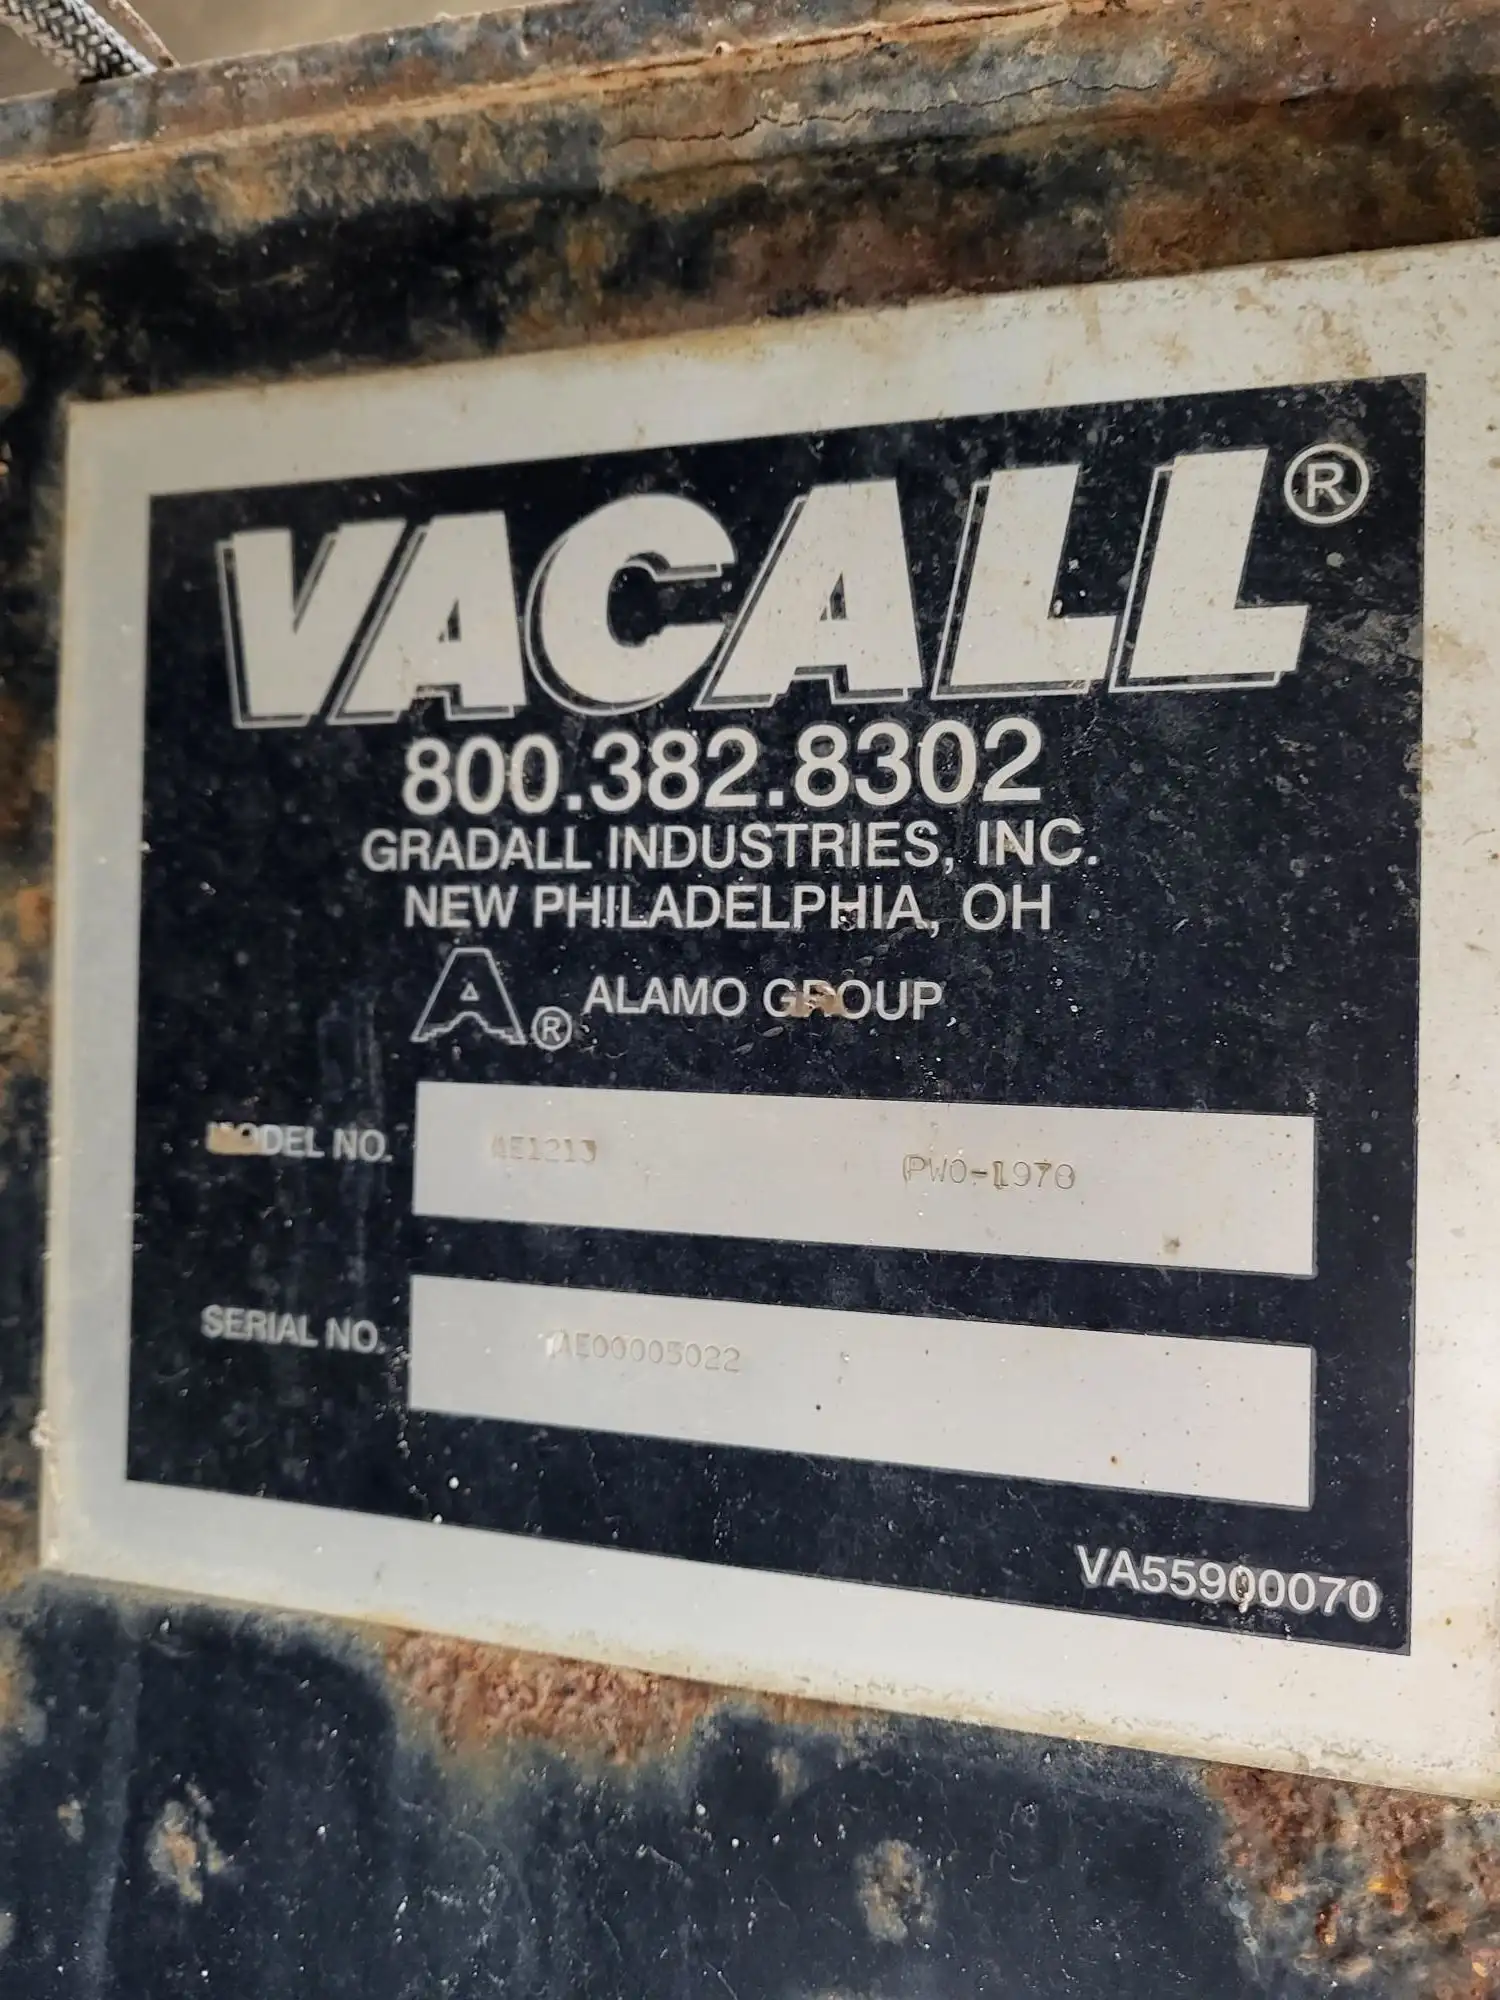 VACALL®
800.382.8302
GRADALL INDUSTRIES, INC.
NEW PHILADELPHIA, OH
A® ALAMO GROUP
MODEL NO. AE1213 PWO-1978
SERIAL NO. AE00005022
VA55900070